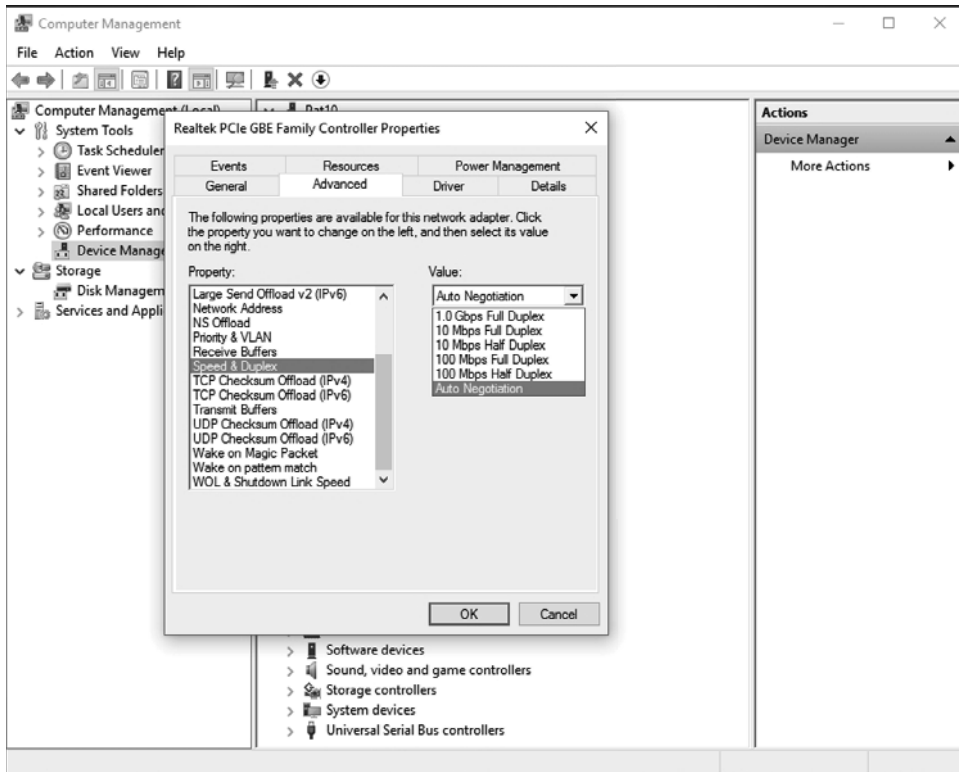 Computer Management
File Action View Help
Computer Management (Local)
System Tools
Task Scheduler
Event Viewer
Shared Folders
Local Users and
Performance
Device Manage
Storage
Disk Managem
Services and Appli
Pat10
Realtek PCIe GBE Family Controller Properties
Events Resources Power Management
General Advanced Driver Details
The following properties are available for this network adapter. Click
the property you want to change on the left, and then select its value
on the right.
Property:
Large Send Offload v2 (IPv6)
Network Address
NS Offload
Priority & VLAN
Receive Buffers
Speed & Duplex
TCP Checksum Offload (IPv4)
TCP Checksum Offload (IPv6)
Transmit Buffers
UDP Checksum Offload (IPv4)
UDP Checksum Offload (IPv6)
Wake on Magic Packet
Wake on pattern match
WOL & Shutdown Link Speed
Value:
Auto Negotiation
1.0 Gbps Full Duplex
10 Mbps Full Duplex
10 Mbps Half Duplex
100 Mbps Full Duplex
100 Mbps Half Duplex
Auto Negotiation
OK Cancel
Software devices
Sound, video and game controllers
Storage controllers
System devices
Universal Serial Bus controllers
Actions
Device Manager
More Actions